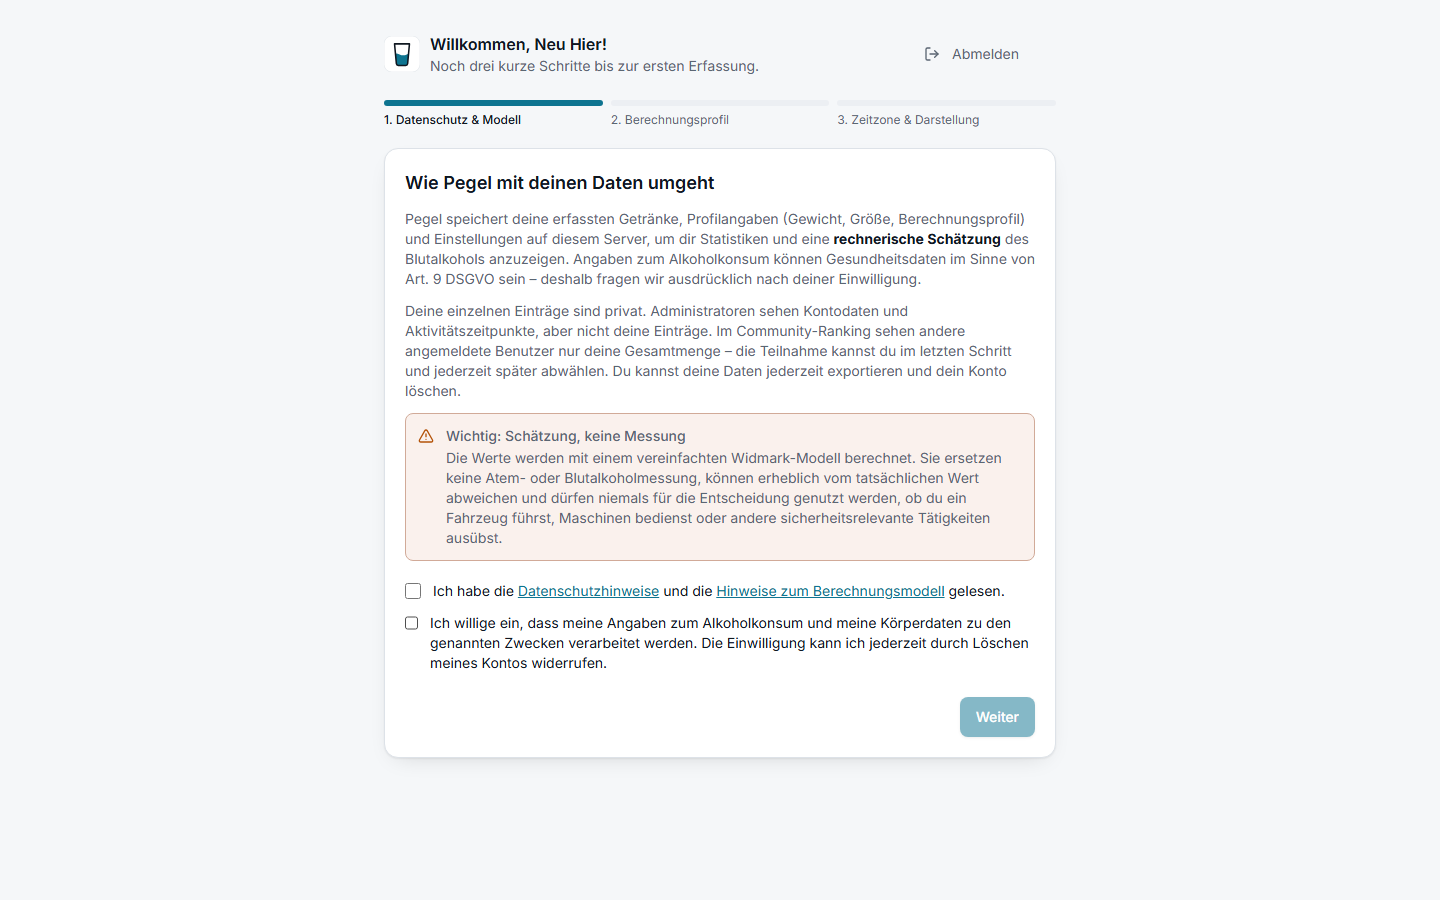 Willkommen, Neu Hier!
Noch drei kurze Schritte bis zur ersten Erfassung.
Abmelden
1. Datenschutz & Modell
2. Berechnungsprofil
3. Zeitzone & Darstellung
Wie Pegel mit deinen Daten umgeht
Pegel speichert deine erfassten Getränke, Profilangaben (Gewicht, Größe, Berechnungsprofil)
und Einstellungen auf diesem Server, um dir Statistiken und eine rechnerische Schätzung des
Blutalkohols anzuzeigen. Angaben zum Alkoholkonsum können Gesundheitsdaten im Sinne von
Art. 9 DSGVO sein – deshalb fragen wir ausdrücklich nach deiner Einwilligung.
Deine einzelnen Einträge sind privat. Administratoren sehen Kontodaten und
Aktivitätszeitpunkte, aber nicht deine Einträge. Im Community-Ranking sehen andere
angemeldete Benutzer nur deine Gesamtmenge – die Teilnahme kannst du im letzten Schritt
und jederzeit später abwählen. Du kannst deine Daten jederzeit exportieren und dein Konto
löschen.
Wichtig: Schätzung, keine Messung
Die Werte werden mit einem vereinfachten Widmark-Modell berechnet. Sie ersetzen
keine Atem- oder Blutalkoholmessung, können erheblich vom tatsächlichen Wert
abweichen und dürfen niemals für die Entscheidung genutzt werden, ob du ein
Fahrzeug führst, Maschinen bedienst oder andere sicherheitsrelevante Tätigkeiten
ausübst.
Ich habe die Datenschutzhinweise und die Hinweise zum Berechnungsmodell gelesen.
Ich willige ein, dass meine Angaben zum Alkoholkonsum und meine Körperdaten zu den
genannten Zwecken verarbeitet werden. Die Einwilligung kann ich jederzeit durch Löschen
meines Kontos widerrufen.
Weiter